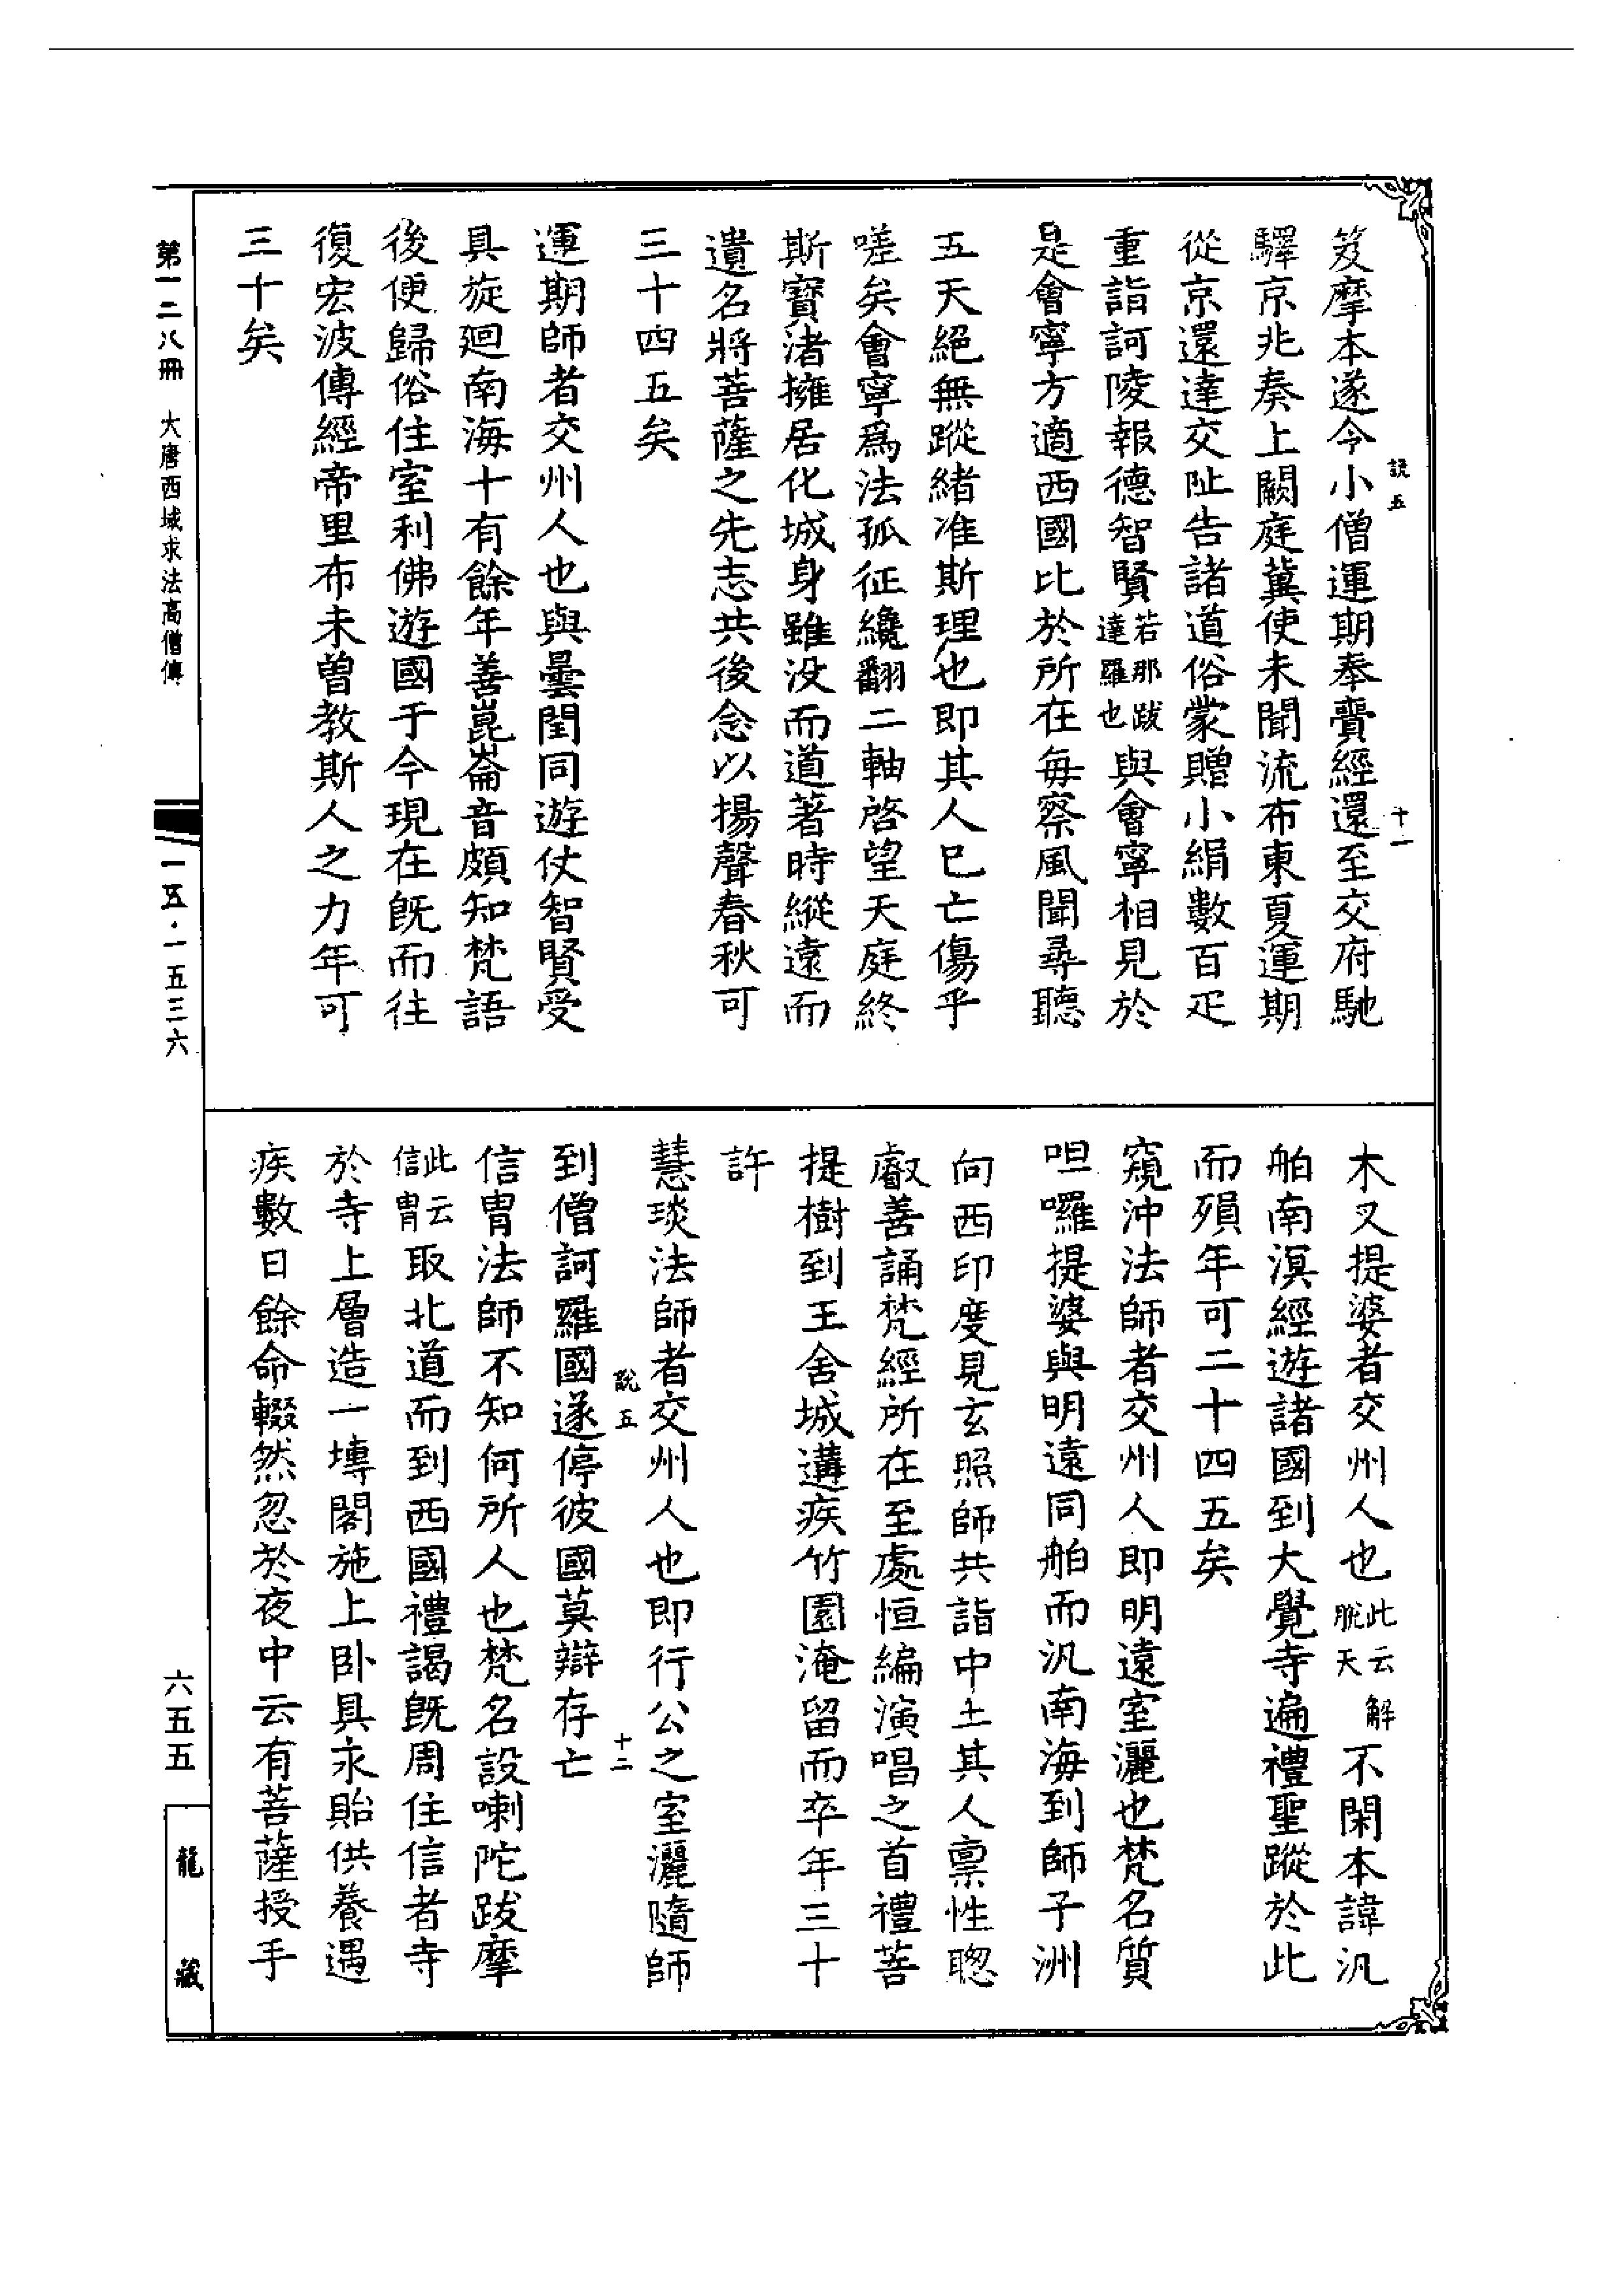 説五
十一
笈摩本遂今小僧運期奉賷經還至交府馳
驛京兆奏上闕庭冀使未聞流布東夏運期
從京還達交阯告諸道俗蒙贈小絹數百疋
重詣訶陵報德智賢若那跋達羅也與會寧相見於
是會寧方適西國比於所在每察風聞尋聽
五天絕無蹤緒准斯理也即其人巳亡傷乎
嗟矣會寧爲法孤征纔翻二軸啓望天庭終
斯寶渚擁居化城身雖没而道著時縱遠而
遺名將菩薩之先志共後念以揚聲春秋可
三十四五矣
運期師者交州人也與曇閏同遊仗智賢受
具旋廻南海十有餘年善崑崙音頗知梵語
後便歸俗住室利佛遊國于今現在旣而往
復宏波傳經帝里布未曾教斯人之力年可
三十矣
木叉提婆者交州人也此云解脫天不閑本諱汎
舶南溟經遊諸國到大覺寺遍禮聖蹤於此
而殞年可二十四五矣
窺沖法師者交州人即明遠室灑也梵名質
呾囉提婆與明遠同舶而汎南海到師子洲
向西印度見玄照師共詣中土其人禀性聰
叡善誦梵經所在至處恒編演唱之首禮菩
提樹到王舍城遘疾竹園淹留而卒年三十
許
慧琰法師者交州人也即行公之室灑隨師
説五
十二
到僧訶羅國遂停彼國莫辯存亡
信冑法師不知何所人也梵名設喇陀跋摩
此云信冑取北道而到西國禮謁旣周住信者寺
於寺上層造一塼閣施上卧具永貽供養遇
疾數日餘命輟然忽於夜中云有菩薩授手
第一二八冊 大唐西域求法高僧傳
一五·一五三六
六五五
龍藏